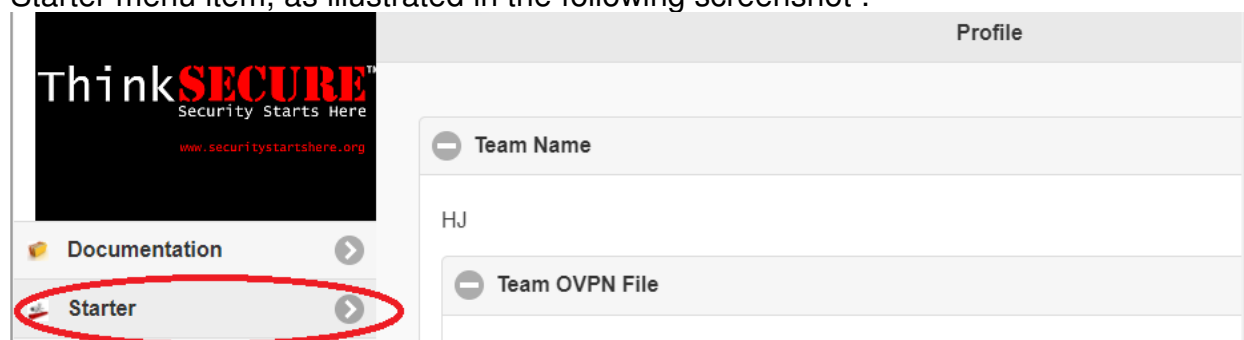 Starter menu item, as illustrated in the following screenshot :
Profile
ThinkSECURE™
Security Starts Here
www.securitystartshere.org
Team Name
HJ
Documentation
Team OVPN File
Starter